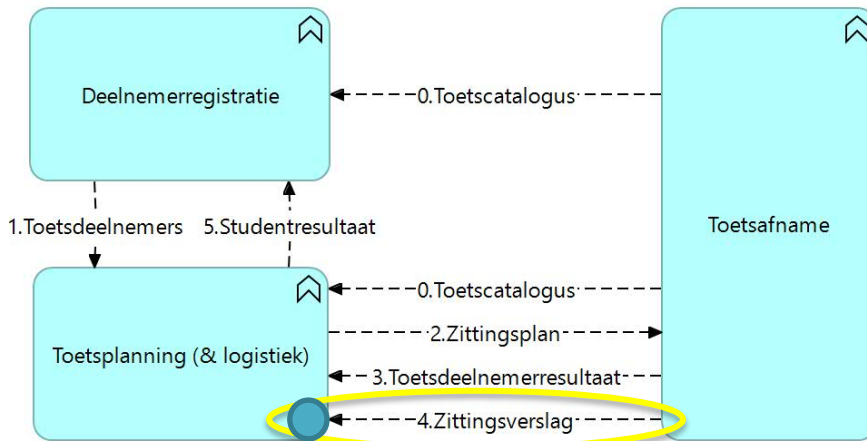 Deelnemerregistratie
0.Toetscatalogus
1.Toetsdeelnemers
5.Studentresultaat
Toetsafname
0.Toetscatalogus
2.Zittingsplan
Toetsplanning (& logistiek)
3.Toetsdeelnemerresultaat
4.Zittingsverslag